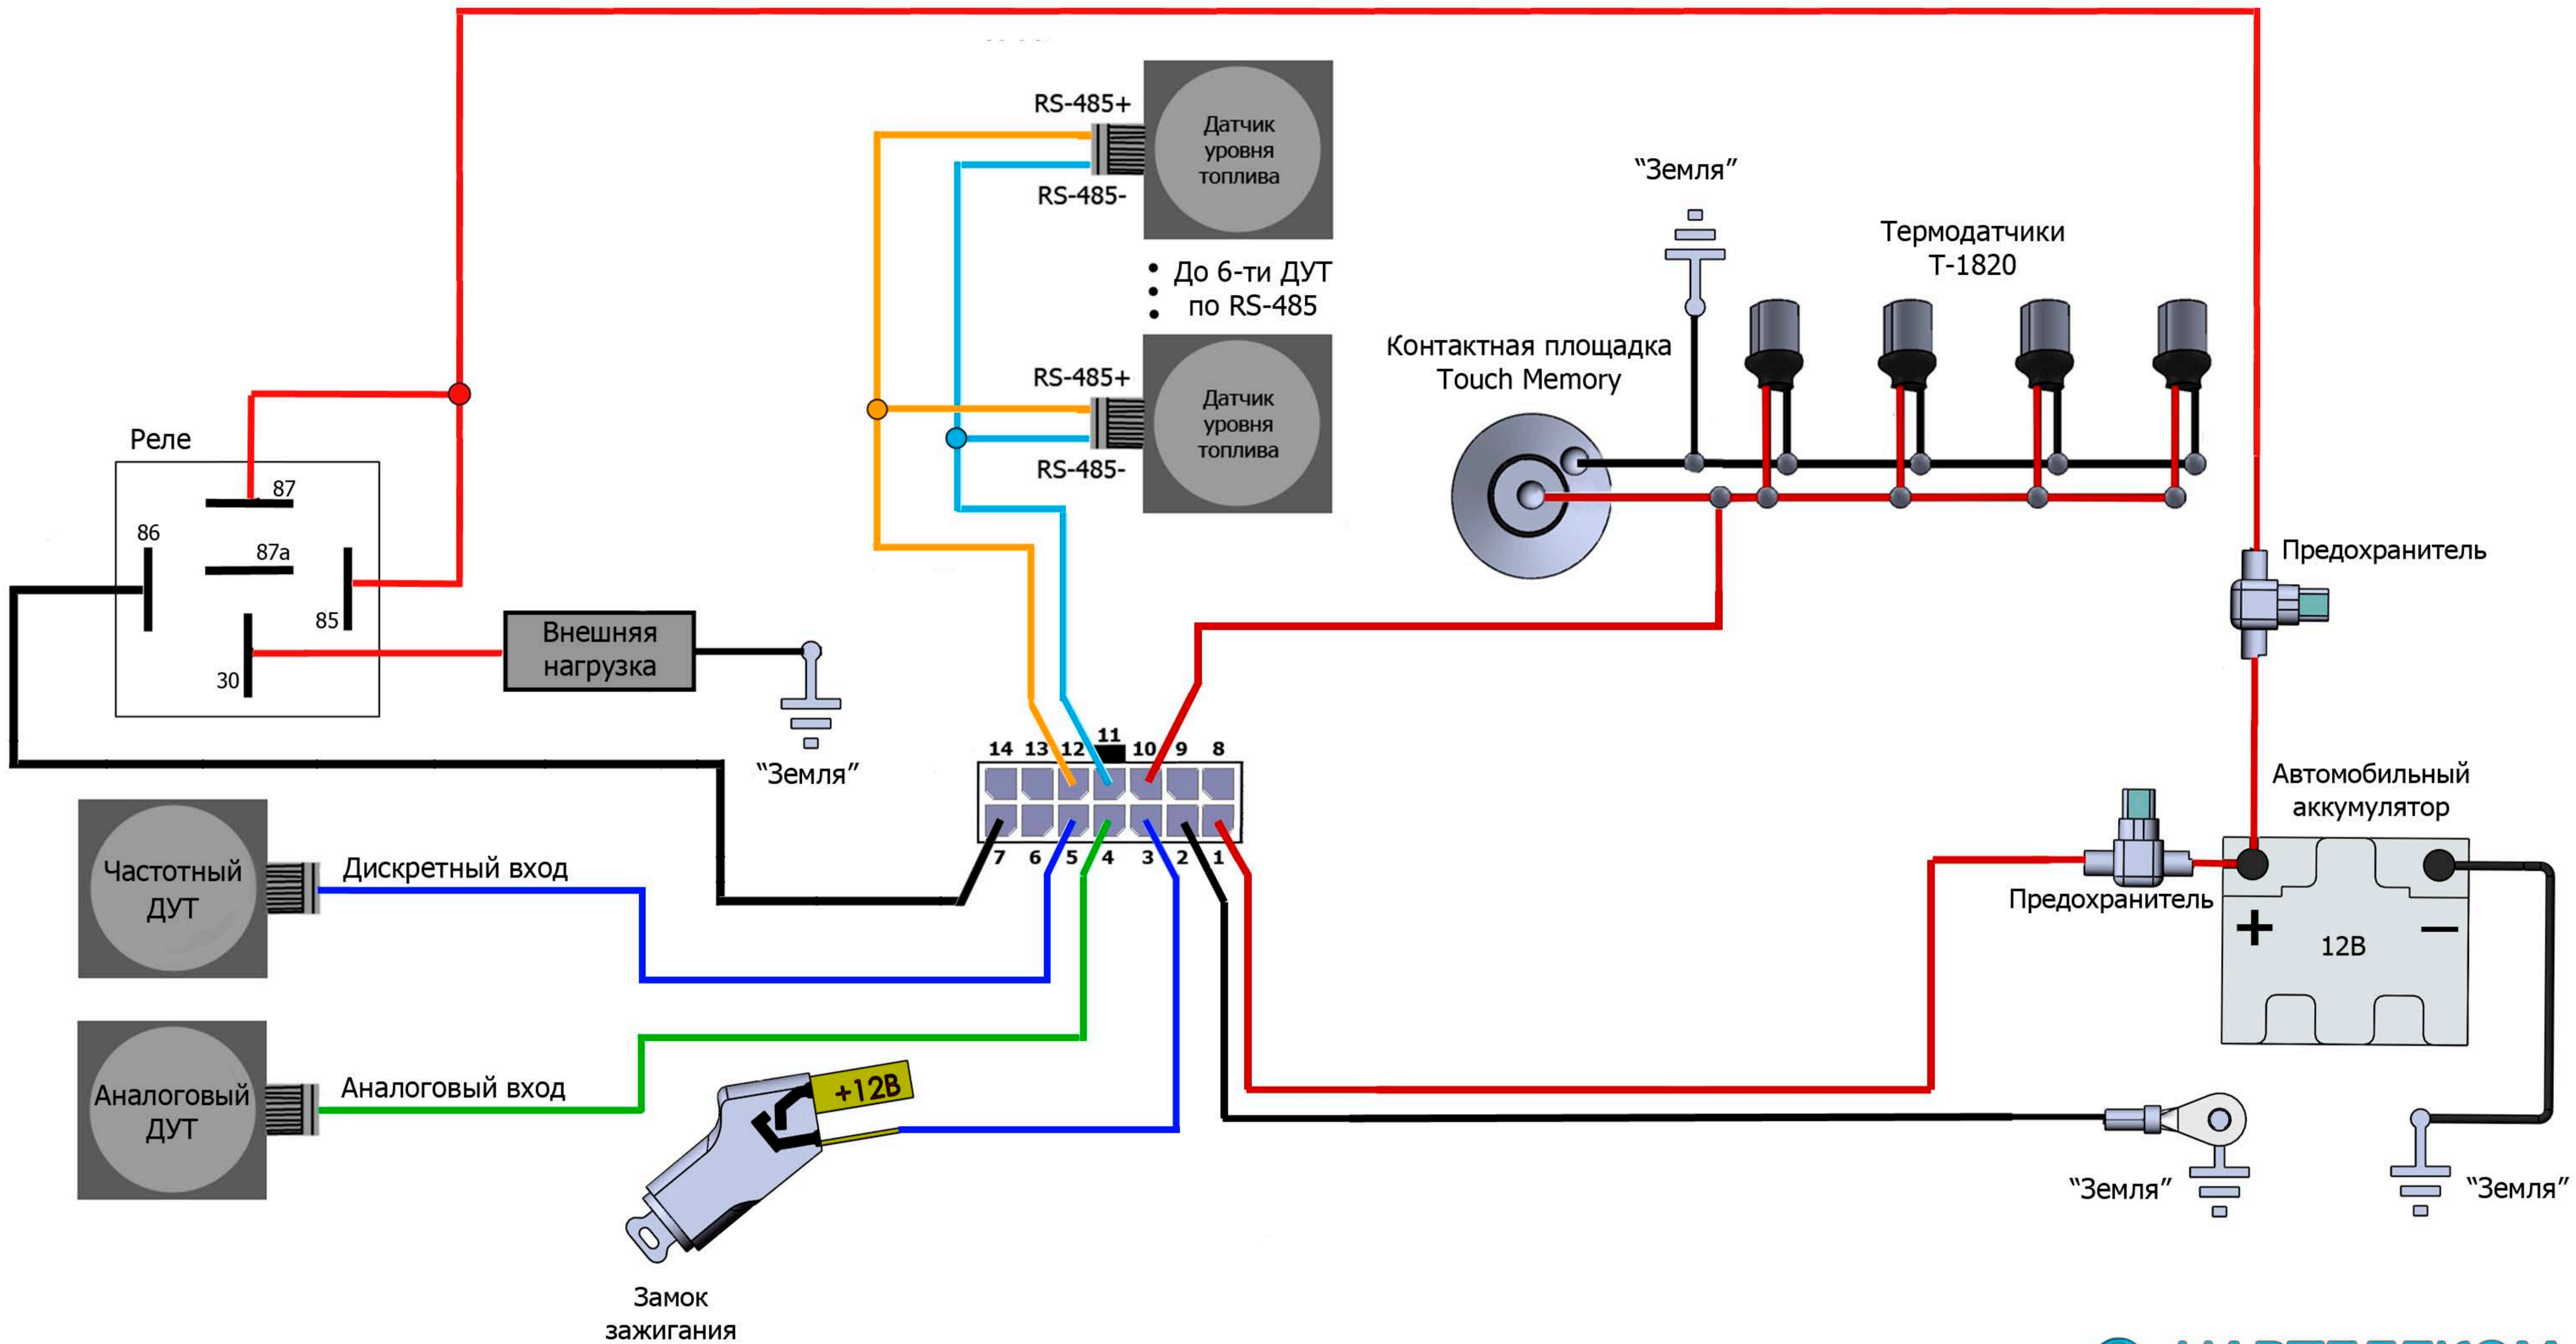 RS-485+
Датчик
уровня
топлива
RS-485-
До 6-ти ДУТ
по RS-485
RS-485+
Датчик
уровня
топлива
RS-485-
“Земля”
Термодатчики
Т-1820
Контактная площадка
Touch Memory
Предохранитель
Реле
87
86
87а
85
30
Внешняя
нагрузка
“Земля”
14 13 12 11 10 9 8
7 6 5 4 3 2 1
Автомобильный
аккумулятор
Предохранитель
+ −
12В
Частотный
ДУТ
Дискретный вход
Аналоговый
ДУТ
Аналоговый вход
+12В
Замок
зажигания
“Земля”
“Земля”